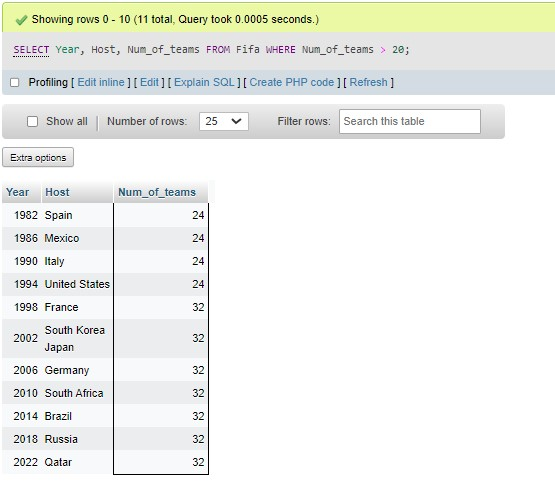 Showing rows 0 - 10 (11 total, Query took 0.0005 seconds.)
SELECT Year, Host, Num_of_teams FROM Fifa WHERE Num_of_teams > 20;
Profiling [ Edit inline ] [ Edit ] [ Explain SQL ] [ Create PHP code ] [ Refresh ]
Show all | Number of rows: 25 Filter rows: Search this table
Extra options
Year Host Num_of_teams
1982 Spain 24
1986 Mexico 24
1990 Italy 24
1994 United States 24
1998 France 32
2002 South Korea Japan 32
2006 Germany 32
2010 South Africa 32
2014 Brazil 32
2018 Russia 32
2022 Qatar 32